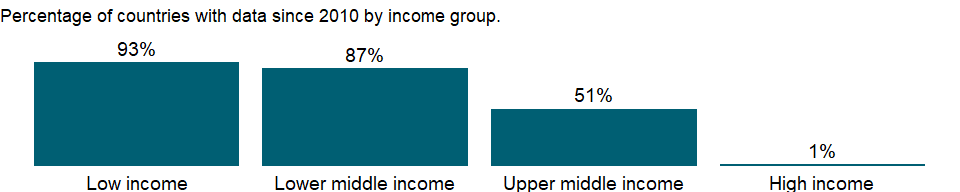 Percentage of countries with data since 2010 by income group.
93%
87%
51%
1%
Low income
Lower middle income
Upper middle income
High income